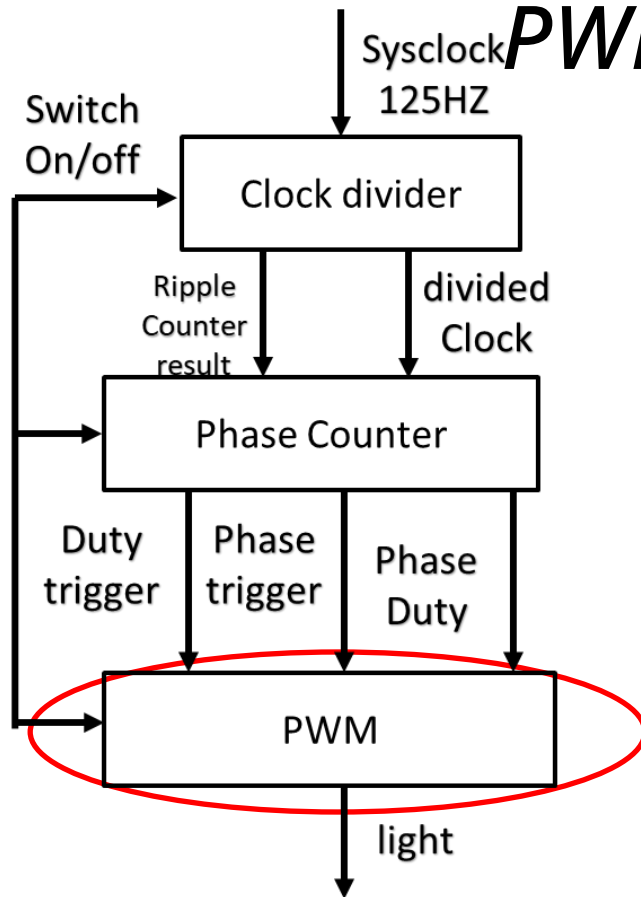 PWM
Sysclock
125HZ
Switch
On/off
Clock divider
Ripple
Counter
result
divided
Clock
Phase Counter
Duty
trigger
Phase
trigger
Phase
Duty
PWM
light